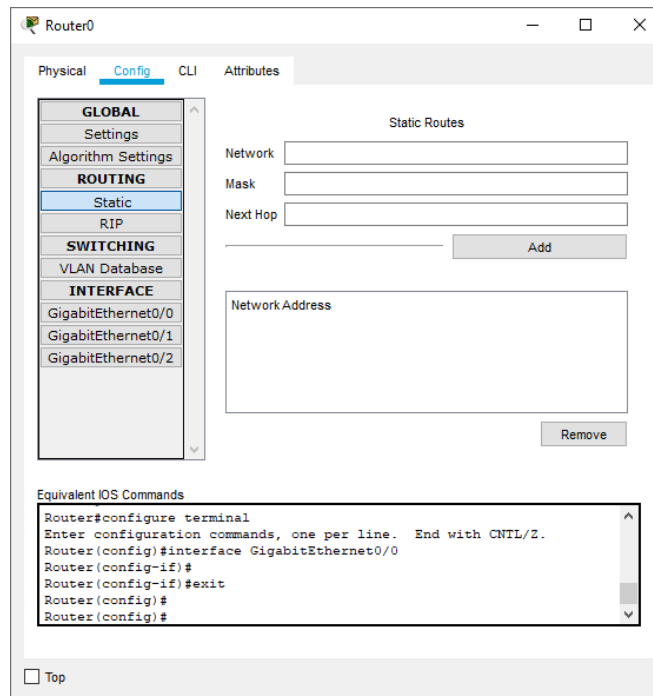 Router0
Physical Config CLI Attributes
GLOBAL
Settings
Algorithm Settings
ROUTING
Static
RIP
SWITCHING
VLAN Database
INTERFACE
GigabitEthernet0/0
GigabitEthernet0/1
GigabitEthernet0/2
Static Routes
Network
Mask
Next Hop
Add
Network Address
Remove
Equivalent IOS Commands
Router#configure terminal
Enter configuration commands, one per line. End with CNTL/Z.
Router(config)#interface GigabitEthernet0/0
Router(config-if)#
Router(config-if)#exit
Router(config)#
Router(config)#
Top